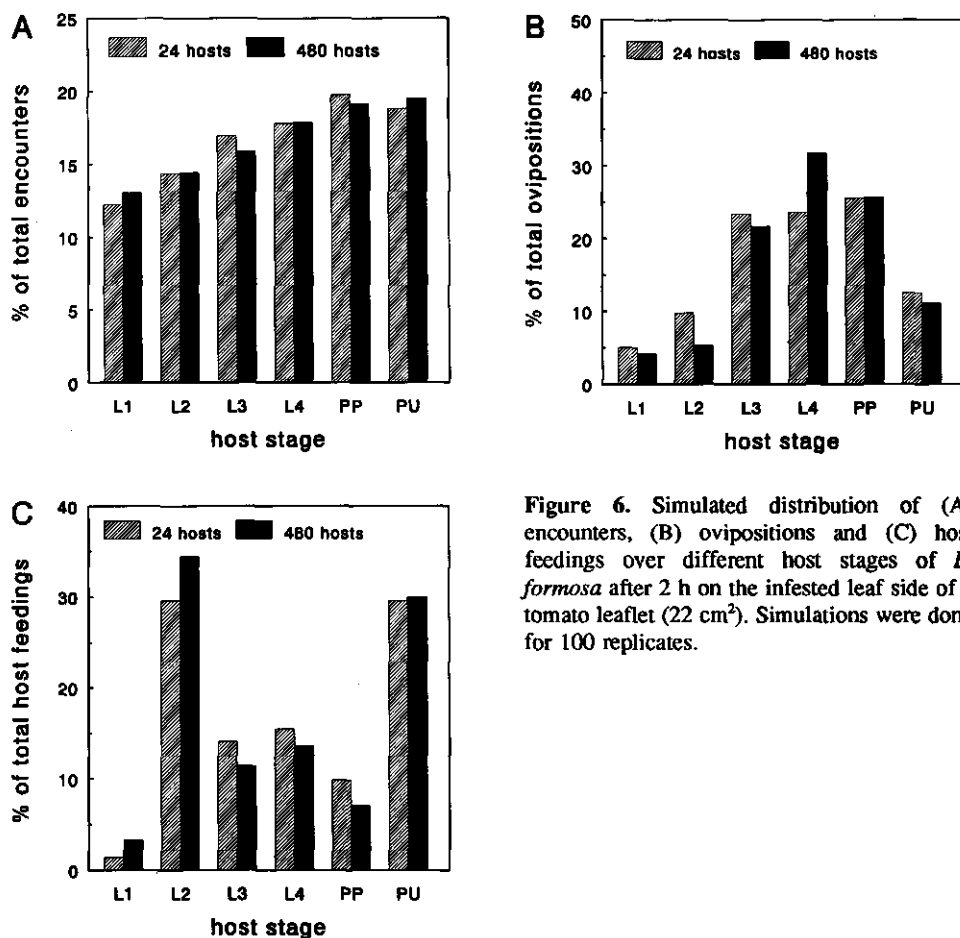 A
24 hosts 480 hosts
% of total encounters
25
20
15
10
5
0
L1 L2 L3 L4 PP PU
host stage
B
24 hosts 480 hosts
% of total ovipositions
50
40
30
20
10
0
L1 L2 L3 L4 PP PU
host stage
C
24 hosts 480 hosts
% of total host feedings
40
30
20
10
0
L1 L2 L3 L4 PP PU
host stage
Figure 6. Simulated distribution of (A
encounters, (B) ovipositions and (C) hos
feedings over different host stages of
formosa after 2 h on the infested leaf side of
tomato leaflet (22 cm²). Simulations were don
for 100 replicates.